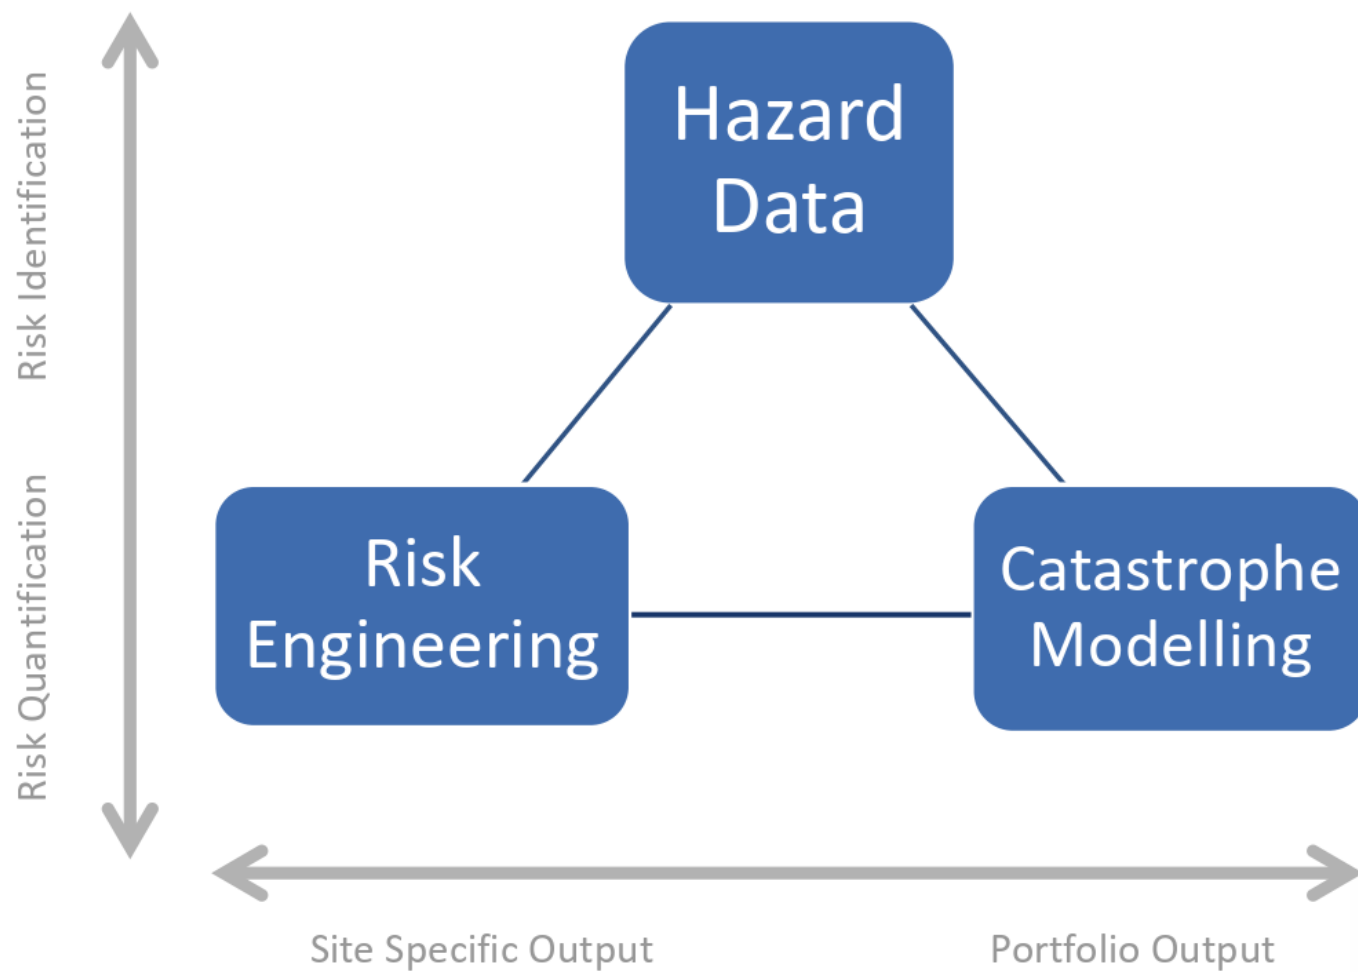 Risk Identification
Hazard
Data
Risk Quantification
Risk
Engineering
Catastrophe
Modelling
Site Specific Output
Portfolio Output